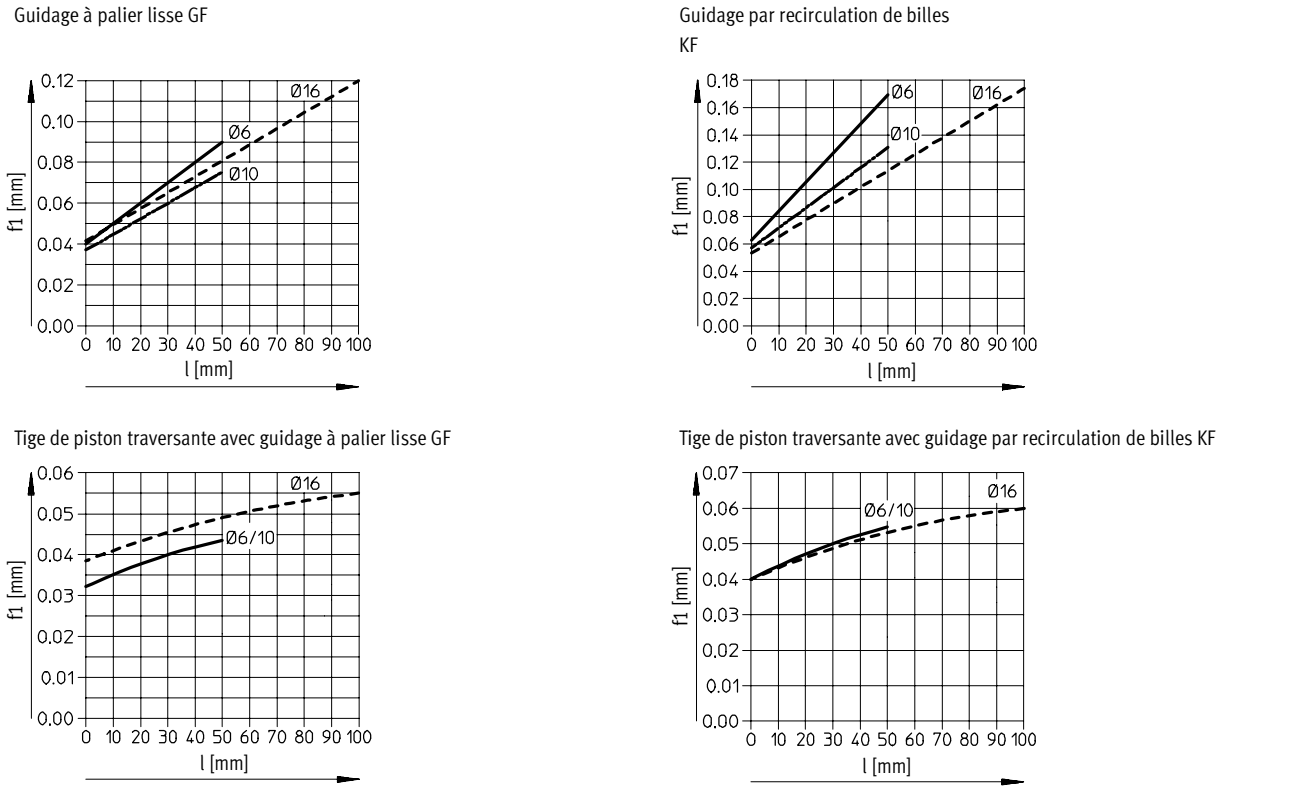 Guidage à palier lisse GF
f1 [mm]
0.12
0.10
0.08
0.06
0.04
0.02
0.00
Ø16
Ø6
Ø10
0 10 20 30 40 50 60 70 80 90 100
l [mm]
Guidage par recirculation de billes
KF
f1 [mm]
0.18
0.16
0.14
0.12
0.10
0.08
0.06
0.04
0.02
0.00
Ø6
Ø16
Ø10
0 10 20 30 40 50 60 70 80 90 100
l [mm]
Tige de piston traversante avec guidage à palier lisse GF
f1 [mm]
0.06
0.05
0.04
0.03
0.02
0.01
0.00
Ø16
Ø6/10
0 10 20 30 40 50 60 70 80 90 100
l [mm]
Tige de piston traversante avec guidage par recirculation de billes KF
f1 [mm]
0.07
0.06
0.05
0.04
0.03
0.02
0.01
0.00
Ø16
Ø6/10
0 10 20 30 40 50 60 70 80 90 100
l [mm]